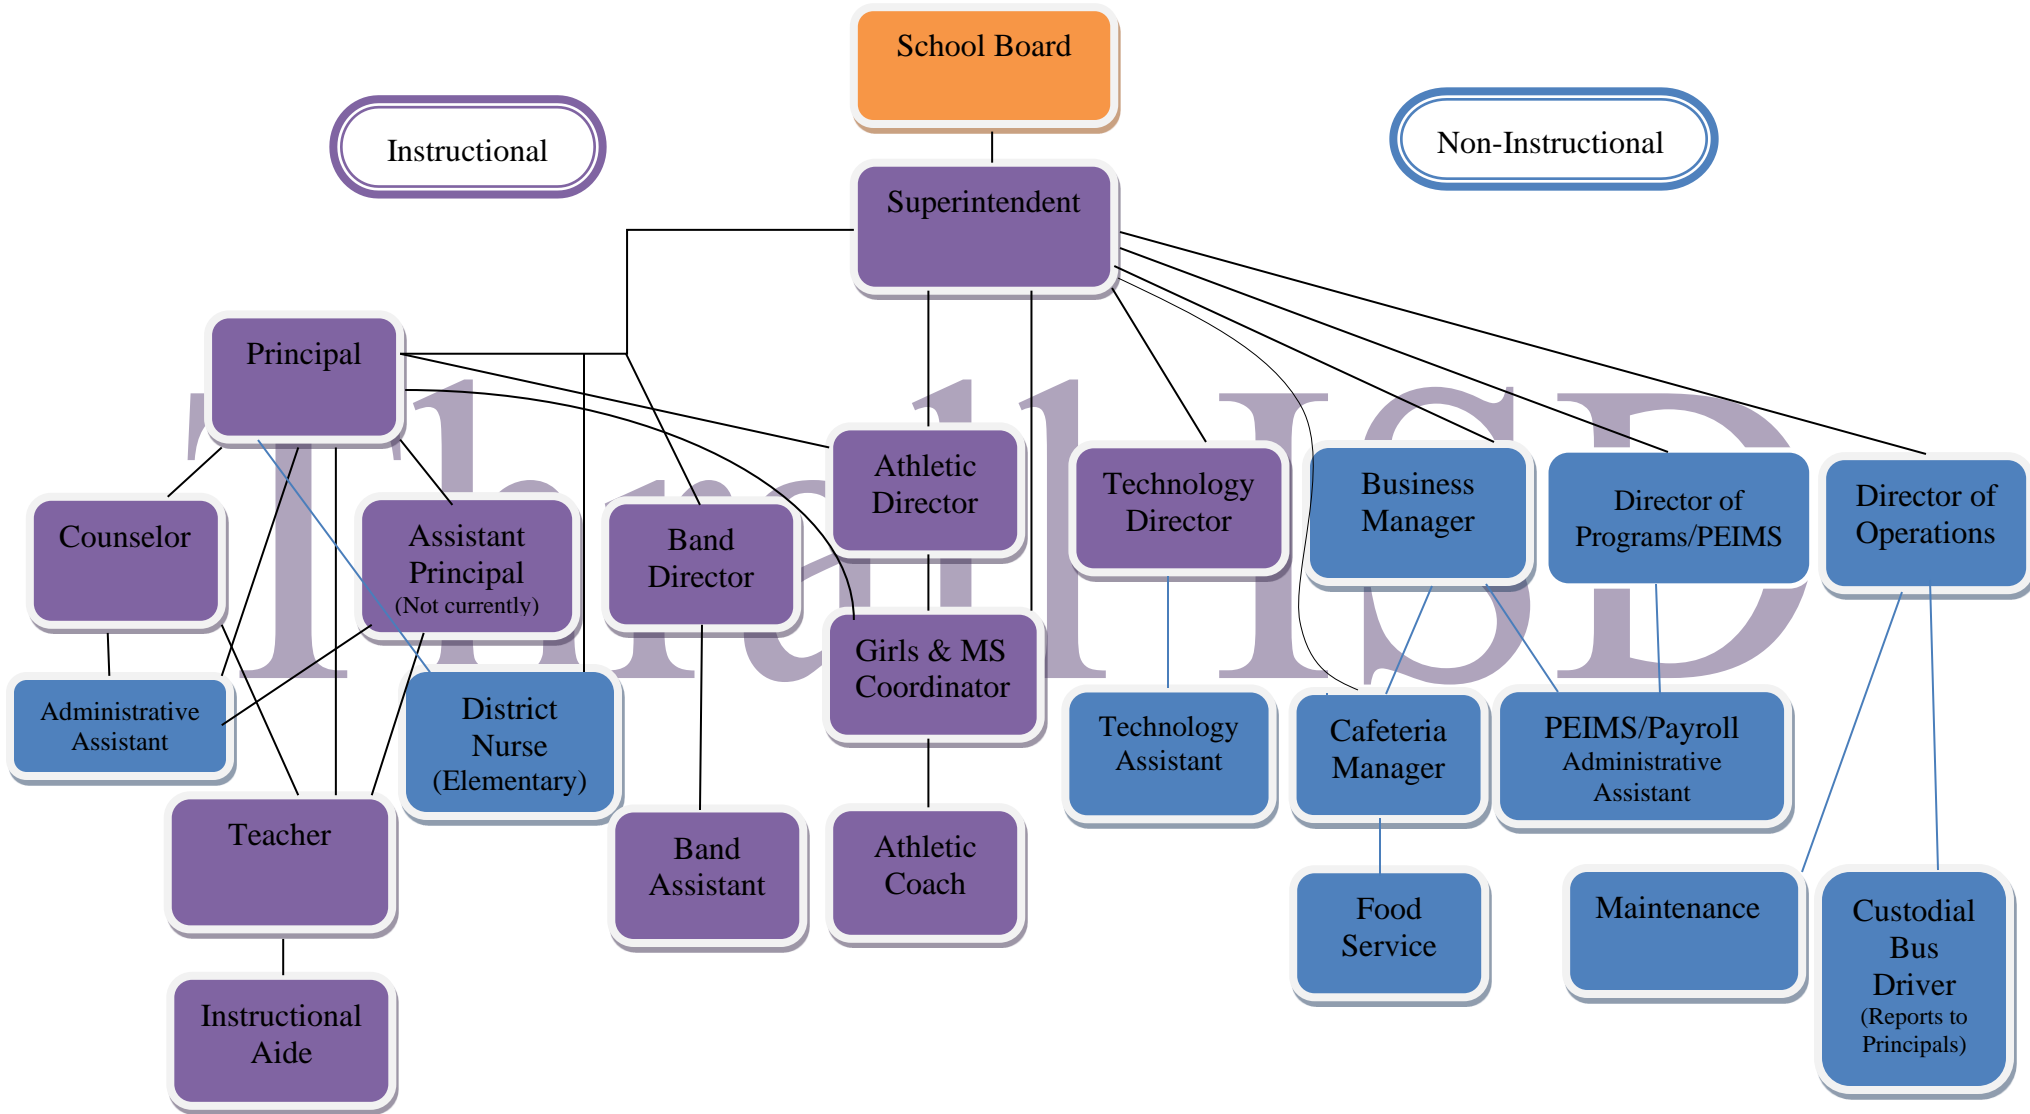 School Board
Instructional
Non-Instructional
Superintendent
Principal
Thrall ISD
Counselor
Assistant
Principal
(Not currently)
Band
Director
Athletic
Director
Technology
Director
Business
Manager
Director of
Programs/PEIMS
Director of
Operations
Administrative
Assistant
District
Nurse
(Elementary)
Girls & MS
Coordinator
Technology
Assistant
Cafeteria
Manager
PEIMS/Payroll
Administrative
Assistant
Teacher
Band
Assistant
Athletic
Coach
Food
Service
Maintenance
Custodial
Bus
Driver
(Reports to
Principals)
Instructional
Aide